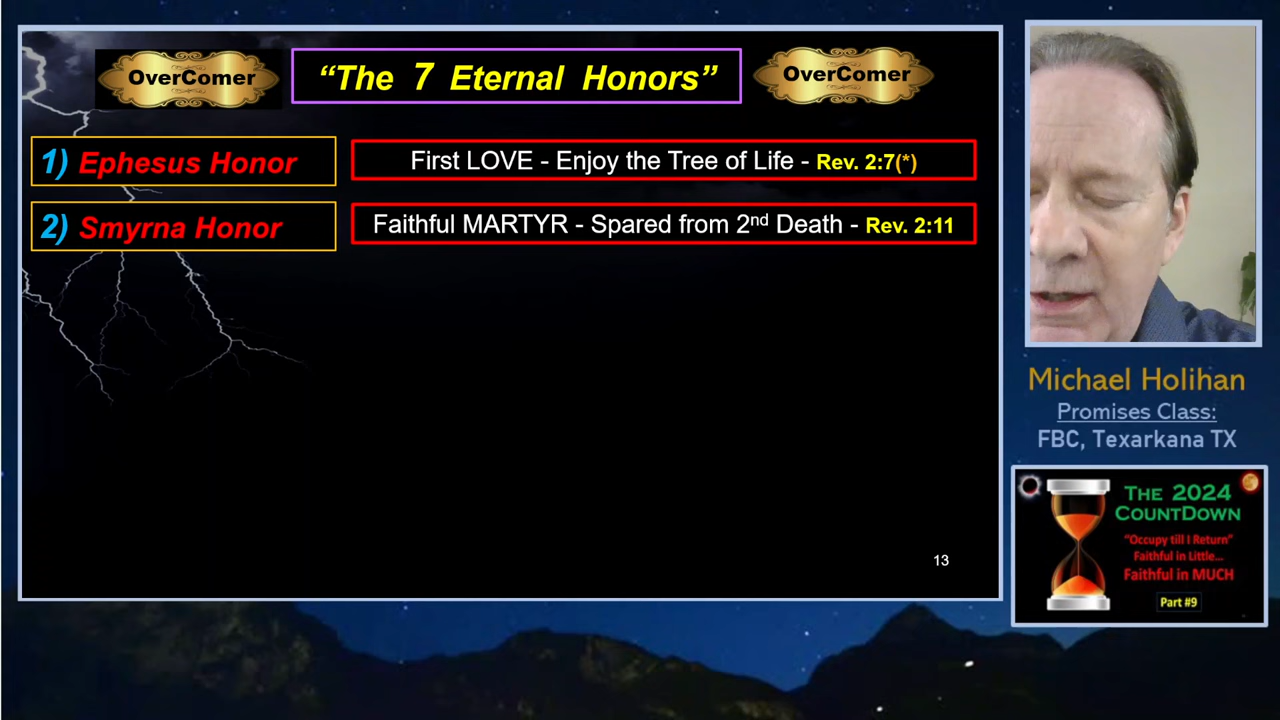 OverComer
"The 7 Eternal Honors"
OverComer
1) Ephesus Honor
First LOVE - Enjoy the Tree of Life - Rev. 2:7(*)
2) Smyrna Honor
Faithful MARTYR - Spared from 2nd Death - Rev. 2:11
13
Michael Holihan
Promises Class:
FBC, Texarkana TX
THE 2024
COUNTDOWN
"Occupy till I Return"
Faithful in Little...
Faithful in MUCH
Part #9